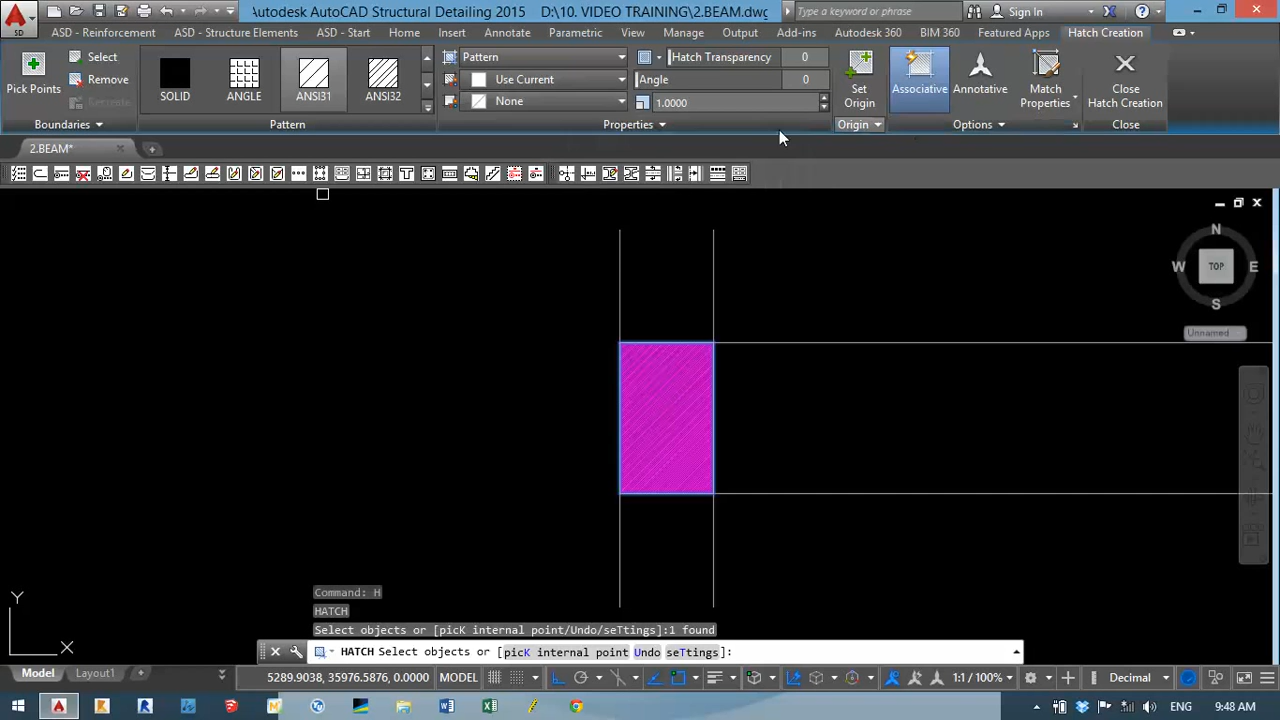 Autodesk AutoCAD Structural Detailing 2015 D:\10. VIDEO TRAINING\2.BEAM.dwg
Type a keyword or phrase
Sign In
SD
ASD - Reinforcement
ASD - Structure Elements
ASD - Start
Home
Insert
Annotate
Parametric
View
Manage
Output
Add-ins
Autodesk 360
BIM 360
Featured Apps
Hatch Creation
Pick Points
Select
Remove
Recreate
Boundaries
SOLID
ANGLE
ANSI31
ANSI32
Pattern
Pattern
Use Current
None
Hatch Transparency 0
Angle 0
1.0000
Properties
Set
Origin
Origin
Associative
Annotative
Match
Properties
Options
Close
Hatch Creation
Close
2.BEAM*
N
W
TOP
E
S
Unnamed
Command: H
HATCH
Select objects or [picK internal point/Undo/seTtings]:1 found
HATCH Select objects or [picK internal point Undo seTtings]:
Y
X
Model
Layout1
5289.9038, 35976.5876, 0.0000
MODEL
1:1 / 100%
Decimal
ENG
9:48 AM